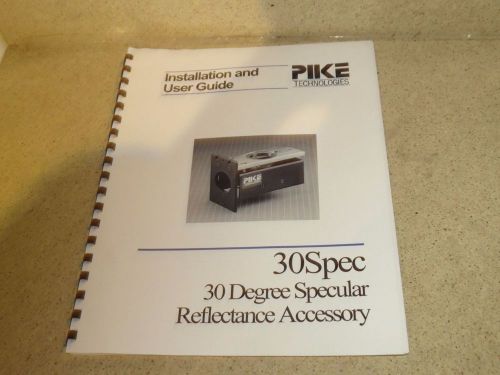 Installation and
User Guide
PIKE
TECHNOLOGIES
PIKE
30Spec
30 Degree Specular
Reflectance Accessory